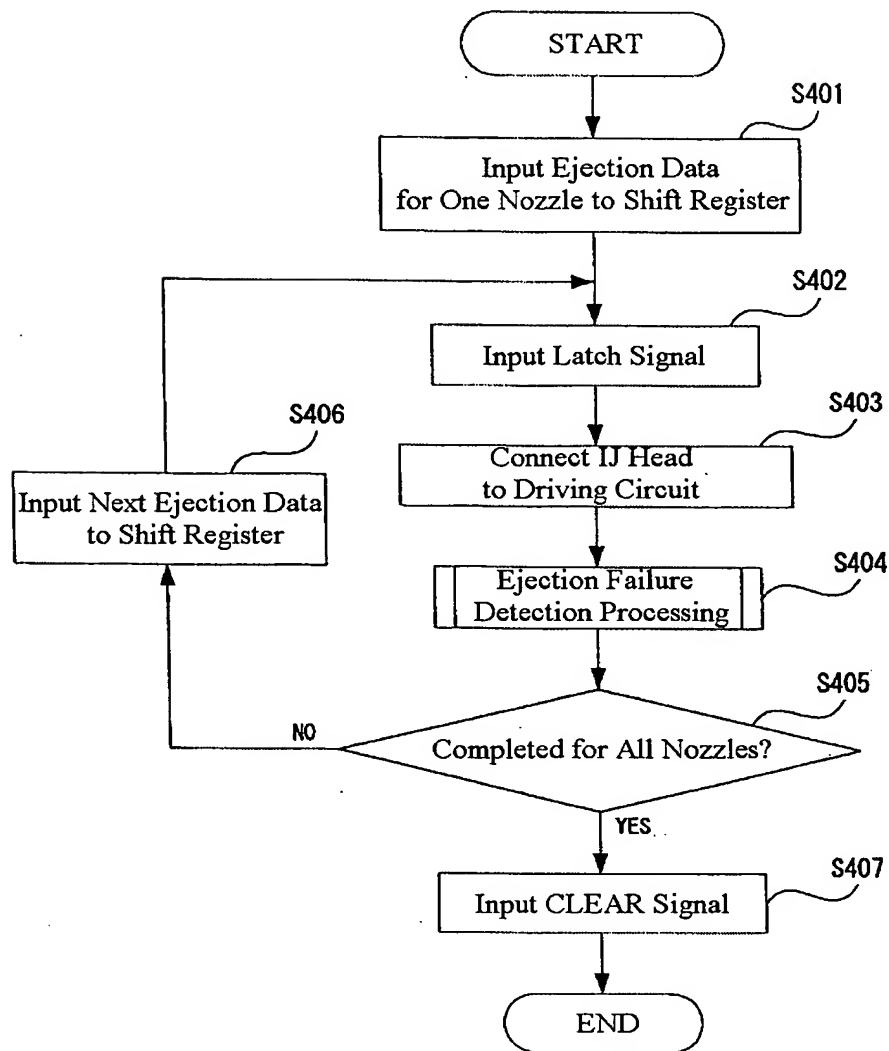 START
S401
Input Ejection Data
for One Nozzle to Shift Register
S402
Input Latch Signal
S403
Connect IJ Head
to Driving Circuit
S406
Input Next Ejection Data
to Shift Register
S404
Ejection Failure
Detection Processing
S405
NO
Completed for All Nozzles?
YES
S407
Input CLEAR Signal
END